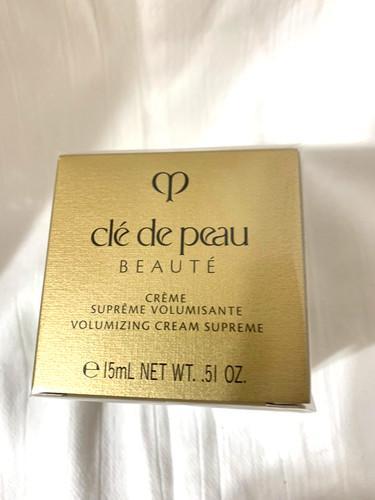 clé de peau
BEAUTÉ
CRÈME
SUPRÊME VOLUMISANTE
VOLUMIZING CREAM SUPREME
℮ 15mL NET WT. .51 OZ.